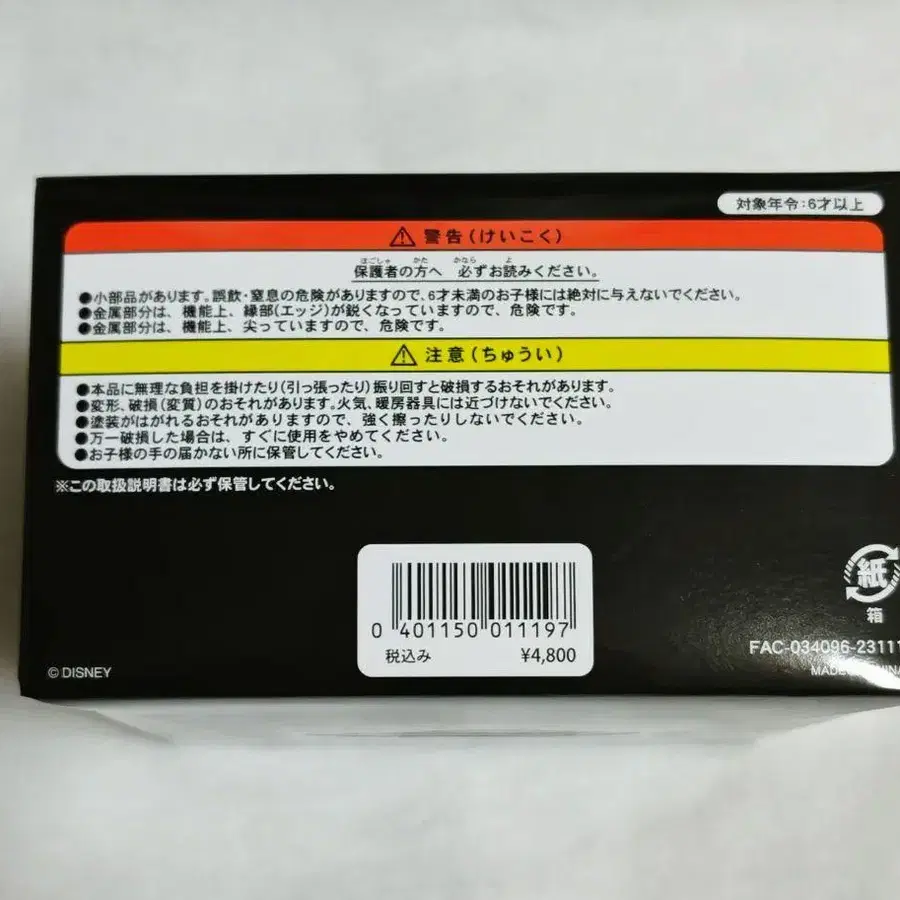 対象年令:6才以上
⚠ 警告(けいこく)
ほごしゃ かた かなら よ
保護者の方へ 必ずお読みください。
●小部品があります。誤飲・窒息の危険がありますので、6才未満のお子様には絶対に与えないでください。
●金属部分は、機能上、縁部(エッジ)が鋭くなっていますので、危険です。
●金属部分は、機能上、尖っていますので、危険です。
⚠ 注意(ちゅうい)
●本品に無理な負担を掛けたり(引っ張ったり)振り回すと破損するおそれがあります。
●変形、破損(変質)のおそれがあります。火気、暖房器具には近づけないでください。
●塗装がはがれるおそれがありますので、強く擦ったりしないでください。
●万一破損した場合は、すぐに使用をやめてください。
●お子様の手の届かない所に保管してください。
※この取扱説明書は必ず保管してください。
0 401150 011197
税込み ¥4,800
紙
箱
FAC-034096-23111
MADE
© DISNEY